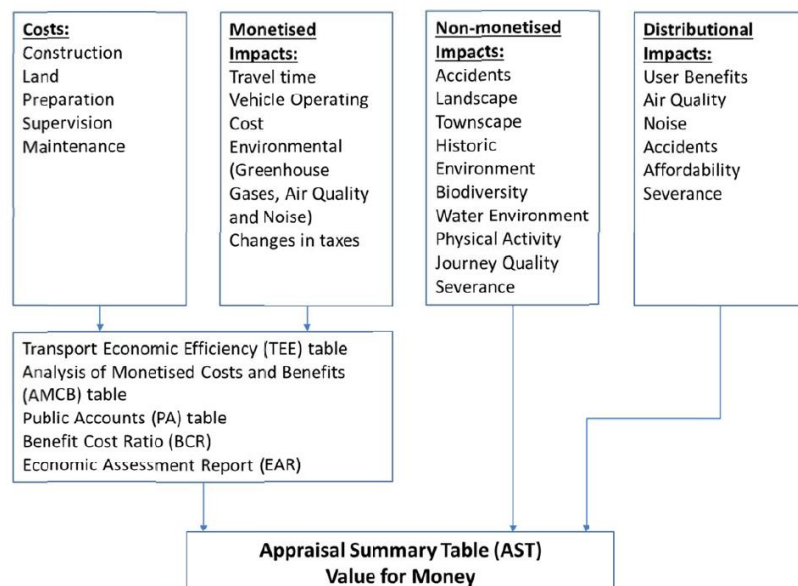 Costs:
Construction
Land
Preparation
Supervision
Maintenance
Monetised
Impacts:
Travel time
Vehicle Operating
Cost
Environmental
(Greenhouse
Gases, Air Quality
and Noise)
Changes in taxes
Non-monetised
Impacts:
Accidents
Landscape
Townscape
Historic
Environment
Biodiversity
Water Environment
Physical Activity
Journey Quality
Severance
Distributional
Impacts:
User Benefits
Air Quality
Noise
Accidents
Affordability
Severance
Transport Economic Efficiency (TEE) table
Analysis of Monetised Costs and Benefits
(AMCB) table
Public Accounts (PA) table
Benefit Cost Ratio (BCR)
Economic Assessment Report (EAR)
Appraisal Summary Table (AST)
Value for Money